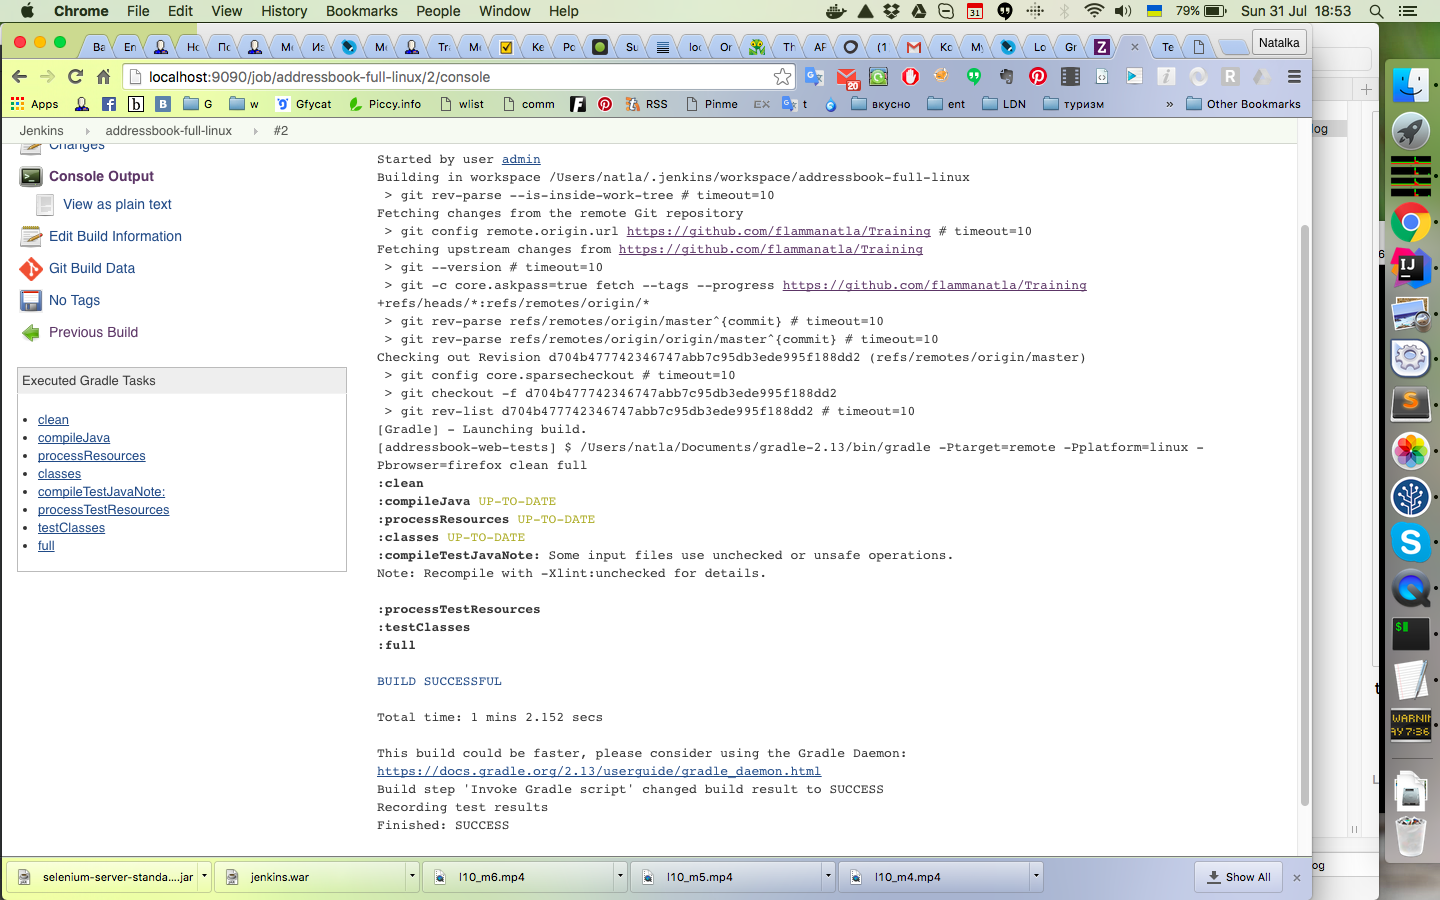 Chrome File Edit View History Bookmarks People Window Help 31 79% Sun 31 Jul 18:53
Ba En Но По Мо Из Мо Tra Мо Ke Po Su loc Or Th AF (1 Ко Му Lo Gr Z Te Natalka
localhost:9090/job/addressbook-full-linux/2/console 20
Apps f b B G w Gfycat Piccy.info wlist comm F RSS Pinme EX t вкусно ent LDN туризм » Other Bookmarks
Jenkins addressbook-full-linux #2
Changes
Console Output
View as plain text
Edit Build Information
Git Build Data
No Tags
Previous Build
Executed Gradle Tasks
clean
compileJava
processResources
classes
compileTestJavaNote:
processTestResources
testClasses
full
Started by user admin
Building in workspace /Users/natla/.jenkins/workspace/addressbook-full-linux
> git rev-parse --is-inside-work-tree # timeout=10
Fetching changes from the remote Git repository
> git config remote.origin.url https://github.com/flammanatla/Training # timeout=10
Fetching upstream changes from https://github.com/flammanatla/Training
> git --version # timeout=10
> git -c core.askpass=true fetch --tags --progress https://github.com/flammanatla/Training
+refs/heads/*:refs/remotes/origin/*
> git rev-parse refs/remotes/origin/master^{commit} # timeout=10
> git rev-parse refs/remotes/origin/origin/master^{commit} # timeout=10
Checking out Revision d704b477742346747abb7c95db3ede995f188dd2 (refs/remotes/origin/master)
> git config core.sparsecheckout # timeout=10
> git checkout -f d704b477742346747abb7c95db3ede995f188dd2
> git rev-list d704b477742346747abb7c95db3ede995f188dd2 # timeout=10
[Gradle] - Launching build.
[addressbook-web-tests] $ /Users/natla/Documents/gradle-2.13/bin/gradle -Ptarget=remote -Pplatform=linux -
Pbrowser=firefox clean full
:clean
:compileJava UP-TO-DATE
:processResources UP-TO-DATE
:classes UP-TO-DATE
:compileTestJavaNote: Some input files use unchecked or unsafe operations.
Note: Recompile with -Xlint:unchecked for details.
:processTestResources
:testClasses
:full
BUILD SUCCESSFUL
Total time: 1 mins 2.152 secs
This build could be faster, please consider using the Gradle Daemon:
https://docs.gradle.org/2.13/userguide/gradle_daemon.html
Build step 'Invoke Gradle script' changed build result to SUCCESS
Recording test results
Finished: SUCCESS
selenium-server-standa....jar jenkins.war l10_m6.mp4 l10_m5.mp4 l10_m4.mp4 Show All